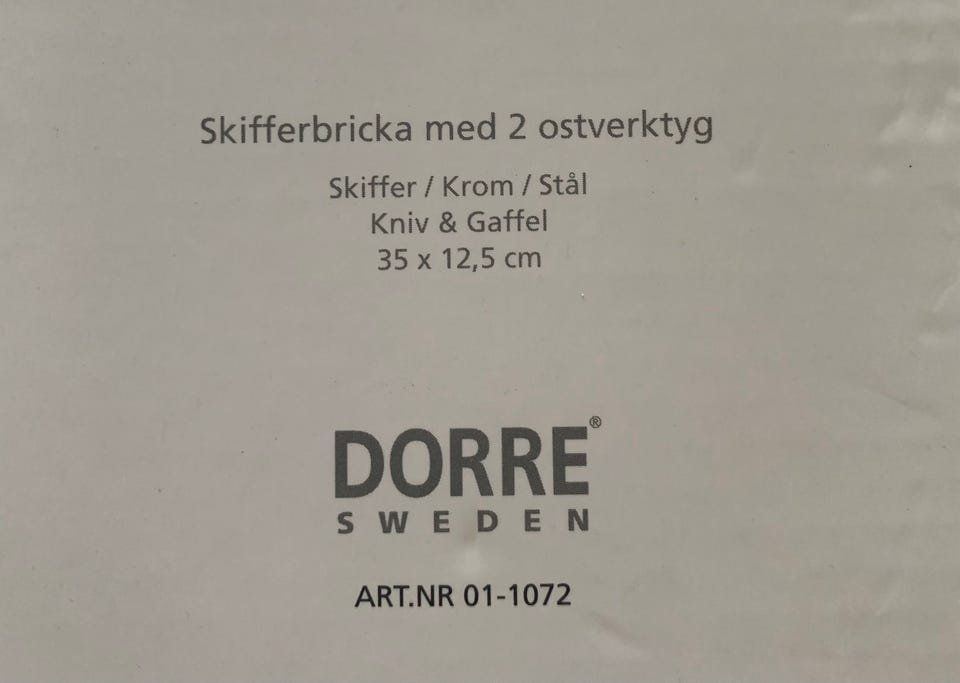 Skifferbricka med 2 ostverktyg
Skiffer / Krom / Stål
Kniv & Gaffel
35 x 12,5 cm
DORRE®
SWEDEN
ART.NR 01-1072